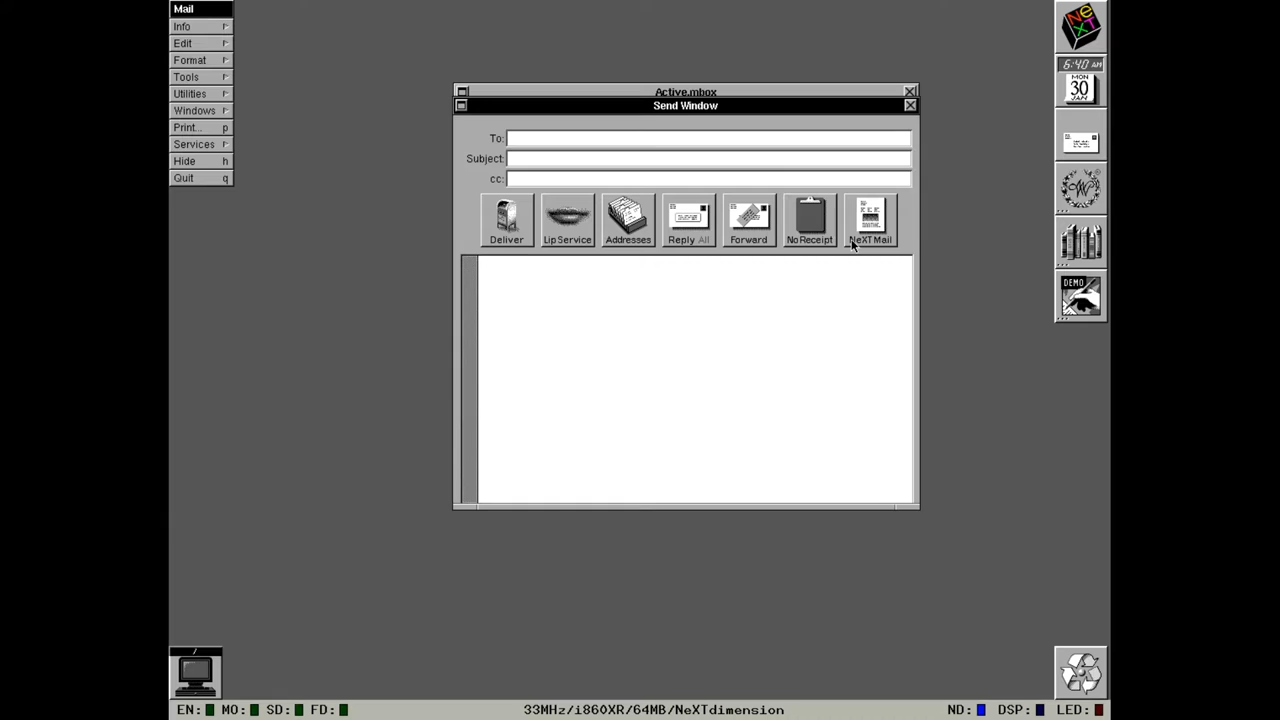 Mail
Info
Edit
Format
Tools
Utilities
Windows
Print... p
Services
Hide h
Quit q
Active.mbox
Send Window
To:
Subject:
cc:
Deliver
Lip Service
Addresses
Reply All
Forward
No Receipt
NeXT Mail
NeXT
6:40 AM
MON
30
JAN
W
DEMO
/
EN: MO: SD: FD:
33MHz/i860XR/64MB/NeXTdimension
ND: DSP: LED: